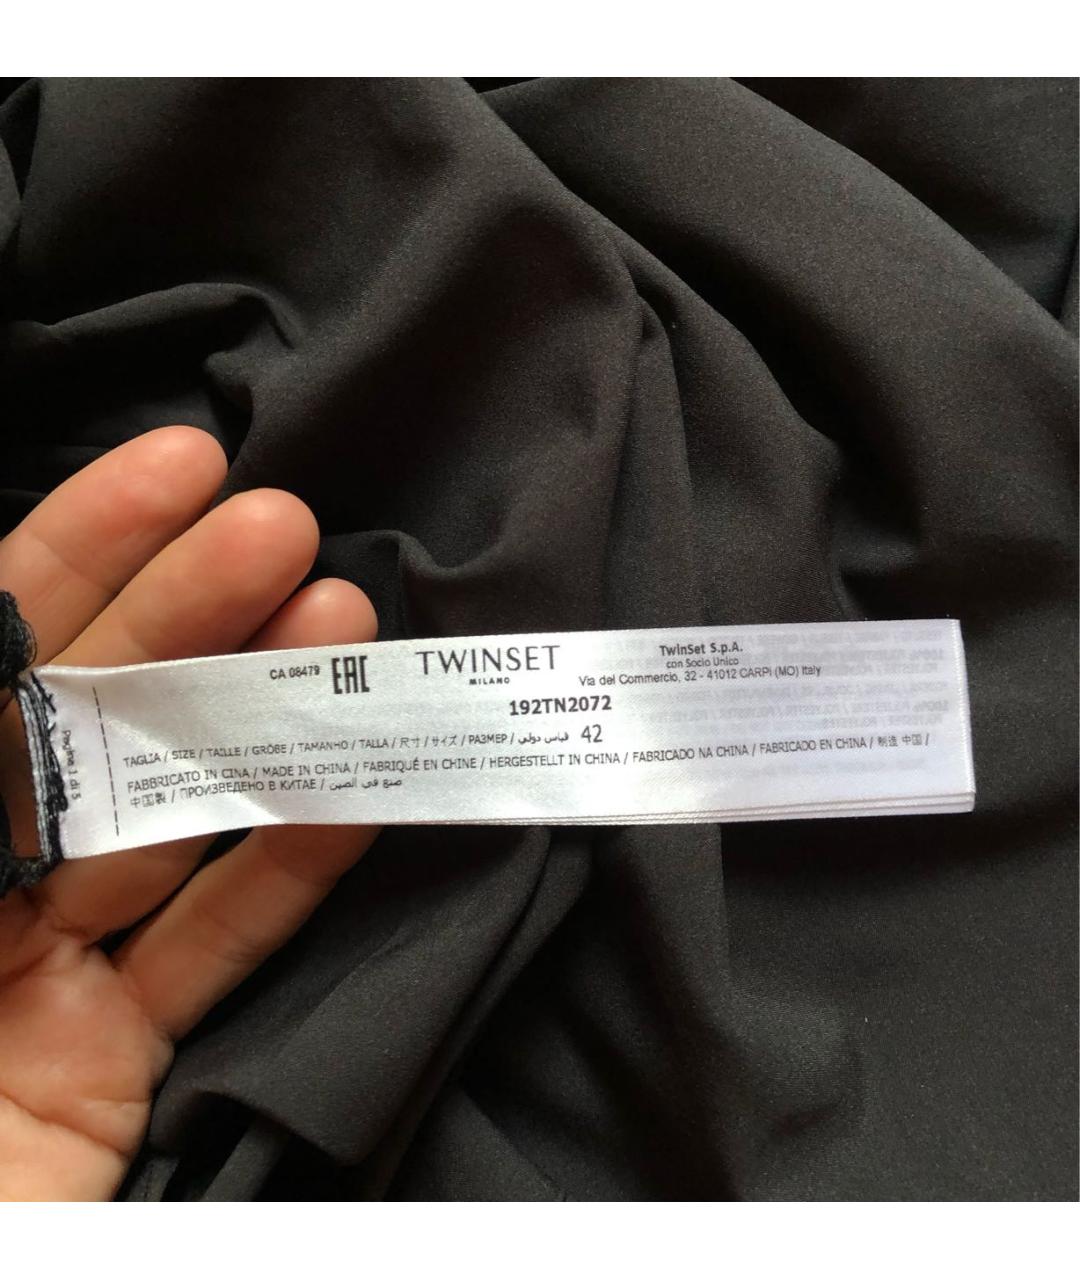 CA 08479
EAC
TWINSET
MILANO
TwinSet S.p.A.
con Socio Unico
Via del Commercio, 32 - 41012 CARPI (MO) Italy
192TN2072
TAGLIA / SIZE / TAILLE / GRÖBE / TAMANHO / TALLA / 尺寸 / サイズ / РАЗМЕР / قياس دولي 42
FABBRICATO IN CINA / MADE IN CHINA / FABRIQUÉ EN CHINE / HERGESTELLT IN CHINA / FABRICADO NA CHINA / FABRICADO EN CHINA / 制造 中国 /
中国製 / ПРОИЗВЕДЕНО В КИТАЕ / صنع في الصين
Pagina 1 di 5